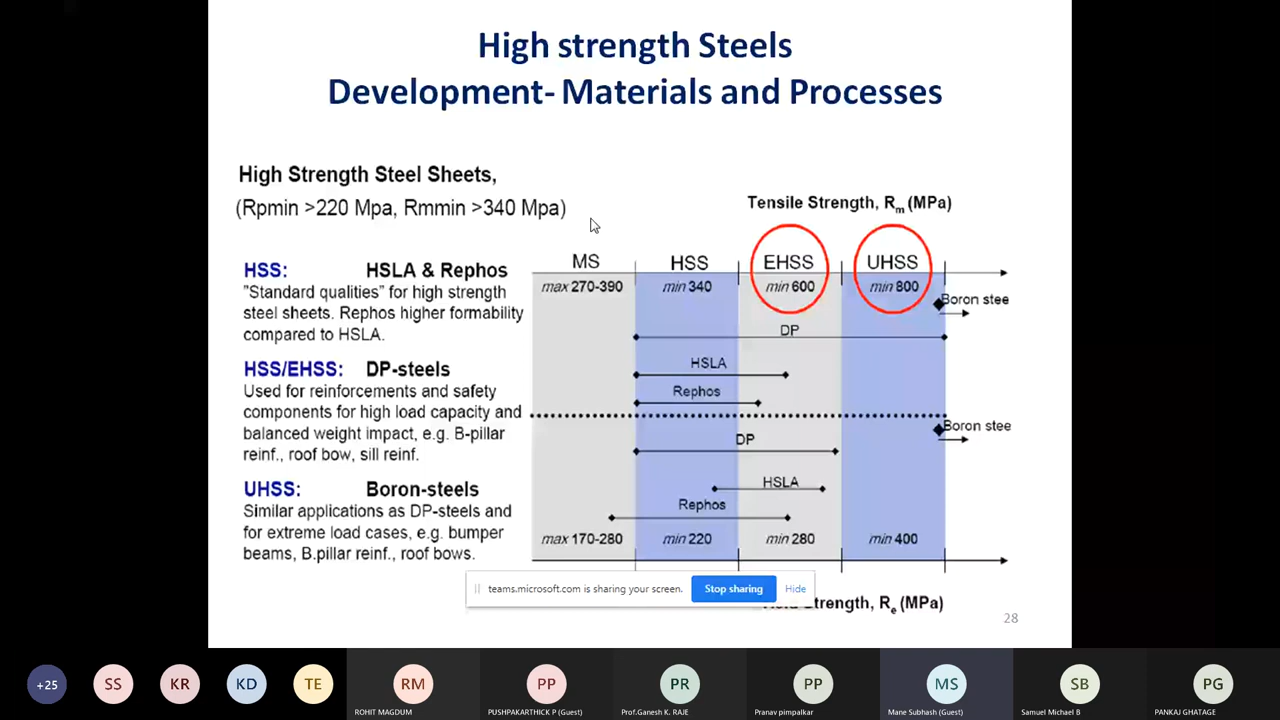 High strength Steels
Development- Materials and Processes
High Strength Steel Sheets,
(Rpmin >220 Mpa, Rmmin >340 Mpa)
HSS: HSLA & Rephos
"Standard qualities" for high strength
steel sheets. Rephos higher formability
compared to HSLA.
HSS/EHSS: DP-steels
Used for reinforcements and safety
components for high load capacity and
balanced weight impact, e.g. B-pillar
reinf., roof bow, sill reinf.
UHSS: Boron-steels
Similar applications as DP-steels and
for extreme load cases, e.g. bumper
beams, B.pillar reinf., roof bows.
Tensile Strength, Rm (MPa)
MS HSS EHSS UHSS
max 270-390 min 340 min 600 min 800
Boron stee
DP
HSLA
Rephos
Boron stee
DP
HSLA
Rephos
max 170-280 min 220 min 280 min 400
Strength, Re (MPa)
teams.microsoft.com is sharing your screen. Stop sharing Hide
28
+25 SS KR KD TE RM PP PR PP MS SB PG
ROHIT MAGDUM PUSHPAKARTHICK P (Guest) Prof.Ganesh K. RAJE Pranav pimpalkar Mane Subhash (Guest) Samuel Michael B PANKAJ GHATAGE